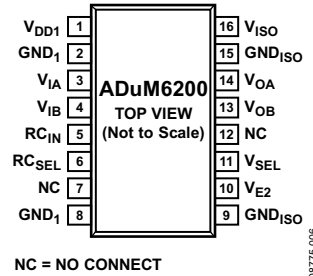 VDD1 1 16 VISO
GND1 2 15 GNDISO
VIA 3 ADuM6200 14 VOA
VIB 4 TOP VIEW 13 VOB
RCIN 5 (Not to Scale) 12 NC
RCSEL 6 11 VSEL
NC 7 10 VE2
GND1 8 9 GNDISO
NC = NO CONNECT
08775-006